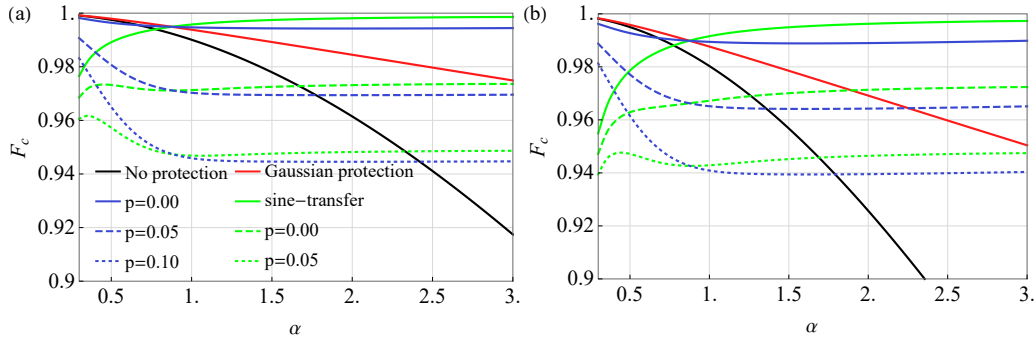 (a)
1
0.98
0.96
0.94
0.92
0.9
F_c
No protection
Gaussian protection
p=0.00
sine−transfer
p=0.05
p=0.00
p=0.10
p=0.05
0.5
1.
1.5
2.
2.5
3.
α
(b)
1.
0.98
0.96
0.94
0.92
0.9
F_c
0.5
1.
1.5
2.0
2.5
3.
α